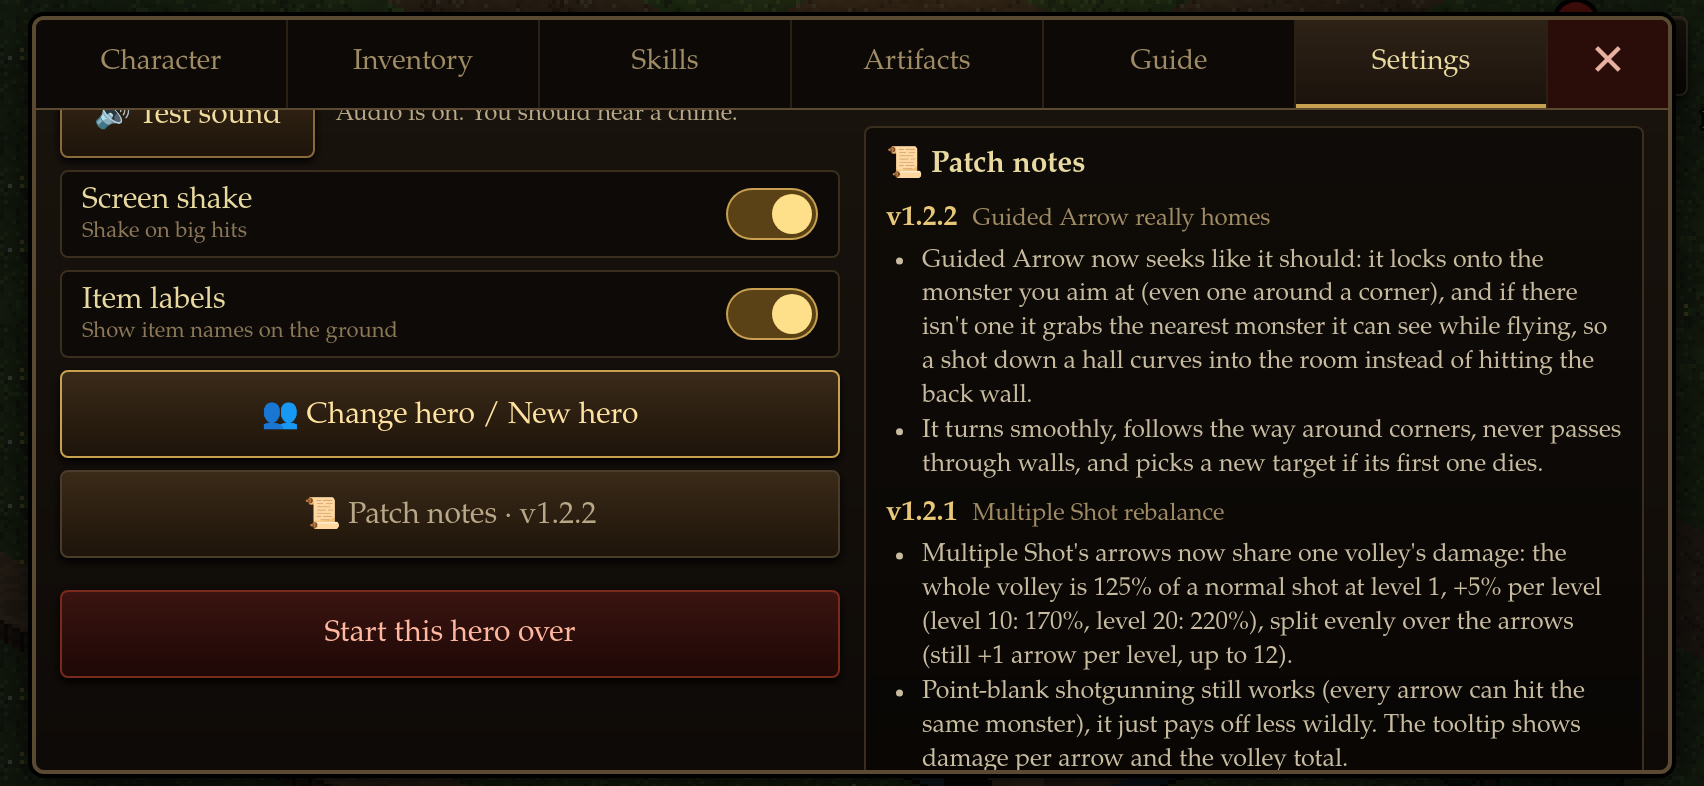 Character
Inventory
Skills
Artifacts
Guide
Settings
✕
🔊 Test sound
Audio is on. You should hear a chime.
Screen shake
Shake on big hits
Item labels
Show item names on the ground
👥 Change hero / New hero
📜 Patch notes · v1.2.2
Start this hero over
📜 Patch notes
v1.2.2 Guided Arrow really homes
• Guided Arrow now seeks like it should: it locks onto the
monster you aim at (even one around a corner), and if there
isn't one it grabs the nearest monster it can see while flying, so
a shot down a hall curves into the room instead of hitting the
back wall.
• It turns smoothly, follows the way around corners, never passes
through walls, and picks a new target if its first one dies.
v1.2.1 Multiple Shot rebalance
• Multiple Shot's arrows now share one volley's damage: the
whole volley is 125% of a normal shot at level 1, +5% per level
(level 10: 170%, level 20: 220%), split evenly over the arrows
(still +1 arrow per level, up to 12).
• Point-blank shotgunning still works (every arrow can hit the
same monster), it just pays off less wildly. The tooltip shows
damage per arrow and the volley total.